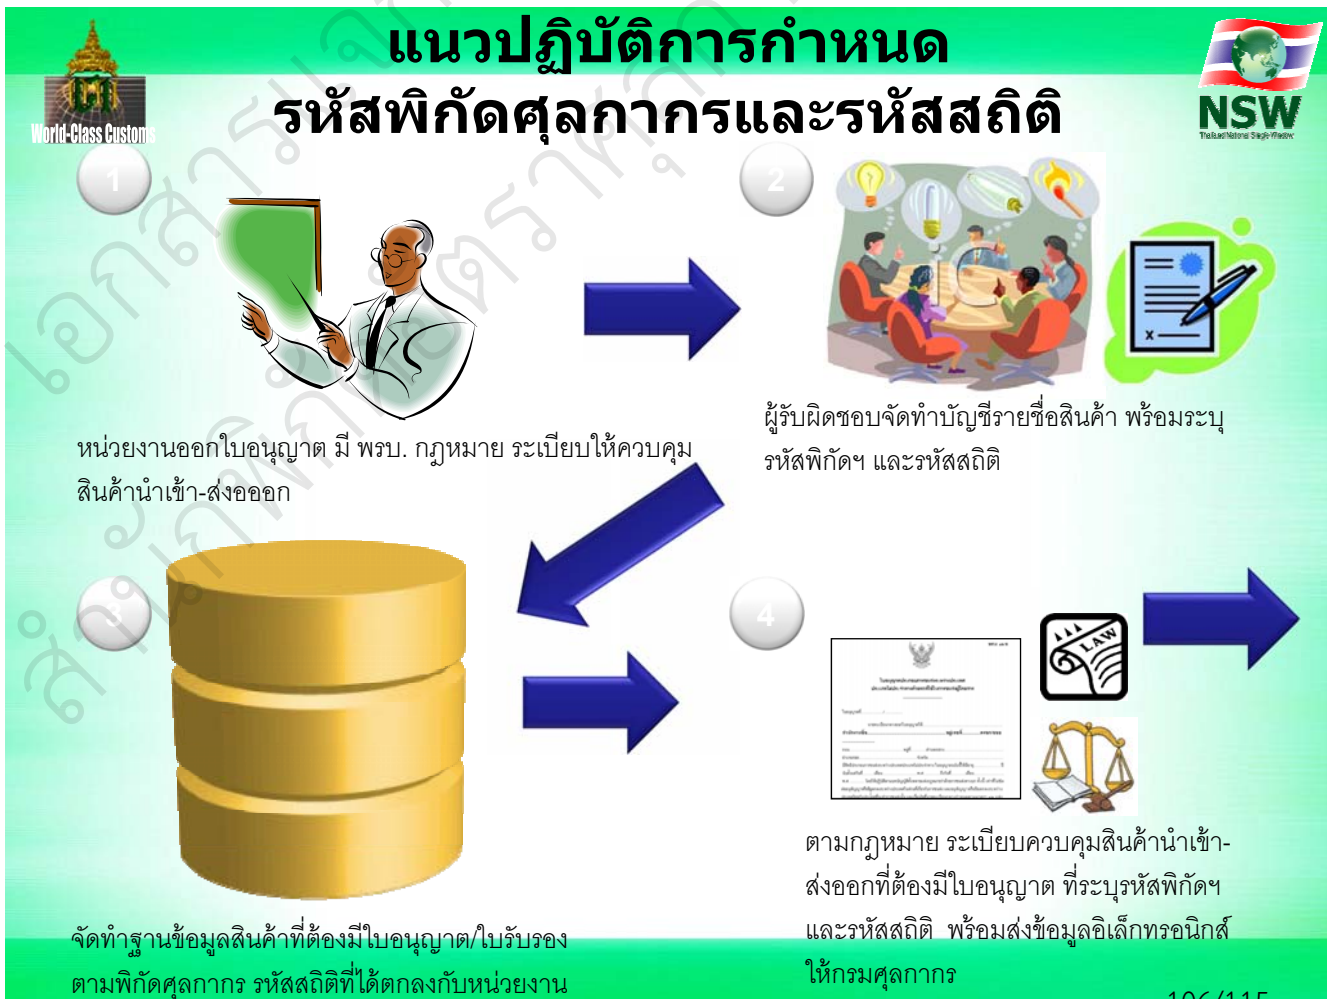 แนวปฏิบัติการกำหนด
รหัสพิกัดศุลกากรและรหัสสถิติ
World-Class Customs
NSW
Thailand National Single Window
1
2
IC
หน่วยงานออกใบอนุญาต มี พรบ. กฎหมาย ระเบียบให้ควบคุม
สินค้านำเข้า-ส่งอออก
ผู้รับผิดชอบจัดทำบัญชีรายชื่อสินค้า พร้อมระบุ
รหัสพิกัดฯ และรหัสสถิติ
3
4
LAW
จัดทำฐานข้อมูลสินค้าที่ต้องมีใบอนุญาต/ใบรับรอง
ตามพิกัดศุลกากร รหัสสถิติที่ได้ตกลงกับหน่วยงาน
ตามกฎหมาย ระเบียบควบคุมสินค้านำเข้า-
ส่งออกที่ต้องมีใบอนุญาต ที่ระบุรหัสพิกัดฯ
และรหัสสถิติ พร้อมส่งข้อมูลอิเล็กทรอนิกส์
ให้กรมศุลกากร
106/115